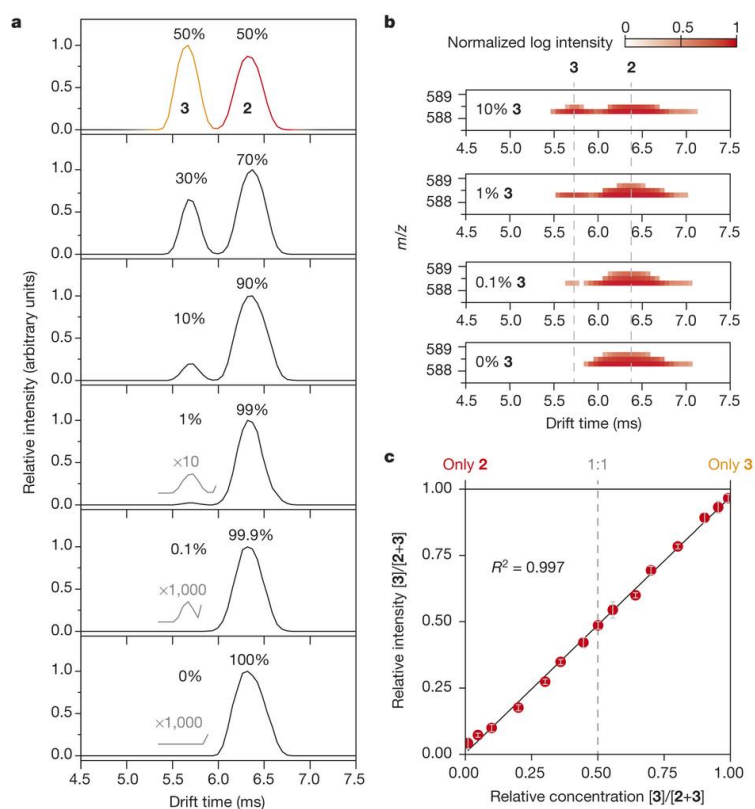 a
50% 50%
3 2
1.0
0.5
0.0
30% 70%
1.0
0.5
0.0
10% 90%
1.0
0.5
0.0
1% 99%
×10
1.0
0.5
0.0
0.1% 99.9%
×1,000
1.0
0.5
0.0
0% 100%
×1,000
1.0
0.5
0.0
4.5 5.0 5.5 6.0 6.5 7.0 7.5
Drift time (ms)
Relative intensity (arbitrary units)
b
0 0.5 1
Normalized log intensity
3 2
589
588
10% 3
4.5 5.0 5.5 6.0 6.5 7.0
589
588
1% 3
4.5 5.0 5.5 6.0 6.5 7.0
589
588
0.1% 3
4.5 5.0 5.5 6.0 6.5 7.0
589
588
0% 3
4.5 5.0 5.5 6.0 6.5 7.0
Drift time (ms)
m/z
c
Only 2 1:1 Only 3
1.00
0.75
0.50
0.25
0.00
R² = 0.997
0.00 0.25 0.50 0.75 1.00
Relative concentration [3]/[2+3]
Relative intensity [3]/[2+3]